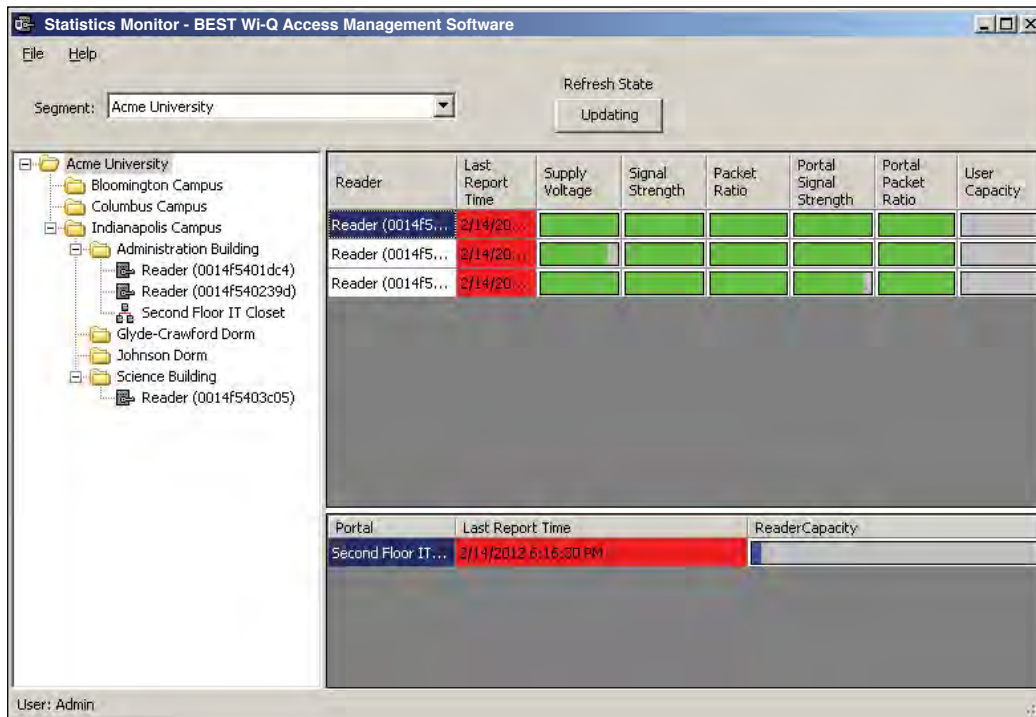 Statistics Monitor - BEST Wi-Q Access Management Software
File Help
Refresh State
Segment: Acme University
Updating
Acme University
Bloomington Campus
Columbus Campus
Indianapolis Campus
Administration Building
Reader (0014f5401dc4)
Reader (0014f540239d)
Second Floor IT Closet
Glyde-Crawford Dorm
Johnson Dorm
Science Building
Reader (0014f5403c05)
Reader Last Report Time Supply Voltage Signal Strength Packet Ratio Portal Signal Strength Portal Packet Ratio User Capacity
Reader (0014f5... 2/14/20...
Reader (0014f5... 2/14/20...
Reader (0014f5... 2/14/20...
Portal Last Report Time ReaderCapacity
Second Floor IT... 2/14/2012 6:16:30 PM
User: Admin